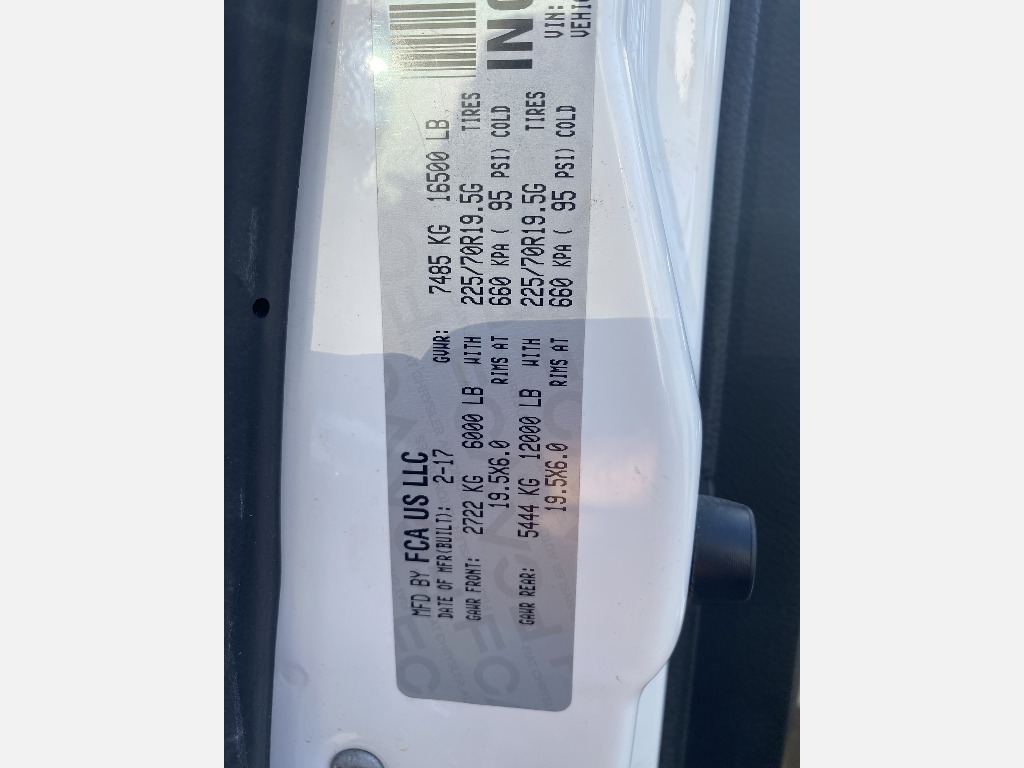 MFD BY FCA US LLC
DATE OF MFR(BUILT): 2-17 GVWR: 7485 KG 16500 LB
GAWR FRONT: 2722 KG 6000 LB WITH 225/70R19.5G TIRES
19.5X6.0 RIMS AT 660 KPA ( 95 PSI) COLD
GAWR REAR: 5444 KG 12000 LB WITH 225/70R19.5G TIRES
19.5X6.0 RIMS AT 660 KPA ( 95 PSI) COLD
VIN: